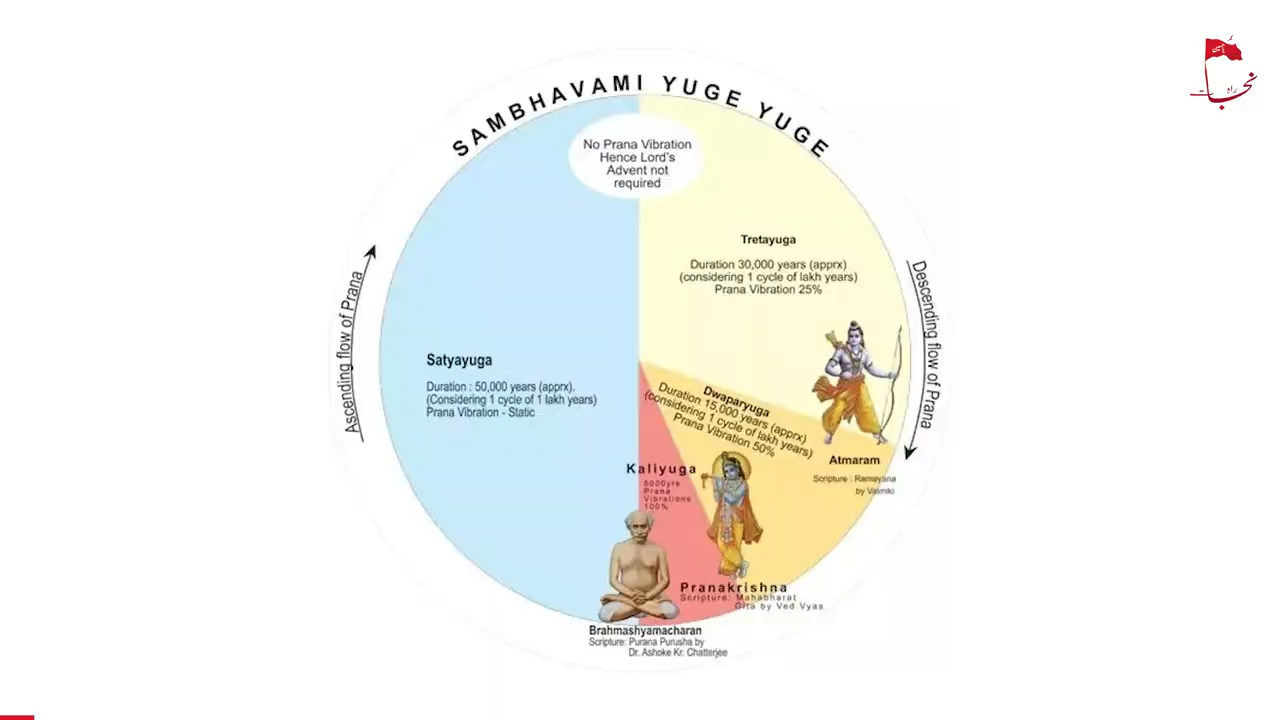 SAMBHAVAMI YUGE YUGE
No Prana Vibration
Hence Lord's
Advent not
required
Tretayuga
Duration 30,000 years (apprx)
(considering 1 cycle of lakh years)
Prana Vibration 25%
Ascending flow of Prana
Descending flow of Prana
Satyayuga
Duration : 50,000 years (apprx).
(Considering 1 cycle of 1 lakh years)
Prana Vibration - Static
Dwaparyuga
Duration 15,000 years (apprx)
(considering 1 cycle of lakh years)
Prana Vibration 50%
Atmaram
Scripture : Ramayana
by Valmiki
Kaliyuga
5000yrs
Prana
Vibrations
100%
Pranakrishna
Scripture: Mahabharat
Gita by Ved Vyas
Brahmashyamacharan
Scripture: Purana Purusha by
Dr. Ashoke Kr. Chatterjee
راه نجات